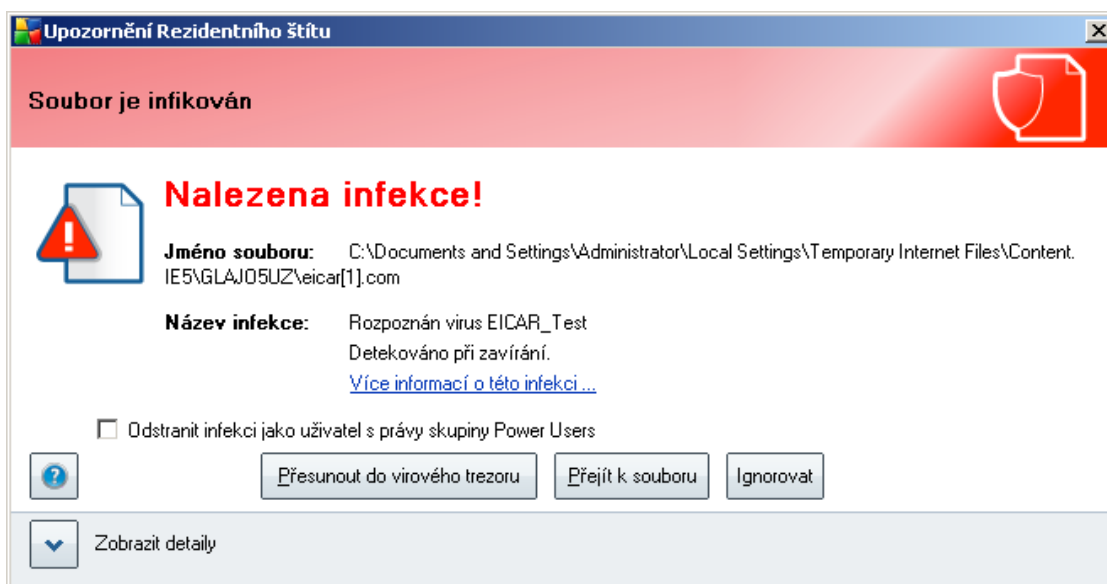 Upozornění Rezidentního štítu
Soubor je infikován
Nalezena infekce!
Jméno souboru: C:\Documents and Settings\Administrator\Local Settings\Temporary Internet Files\Content.
IE5\GLAJO5UZ\eicar[1].com
Název infekce: Rozpoznán virus EICAR_Test
Detekováno při zavírání.
Více informací o této infekci ...
Odstranit infekci jako uživatel s právy skupiny Power Users
Přesunout do virového trezoru Přejít k souboru Ignorovat
Zobrazit detaily